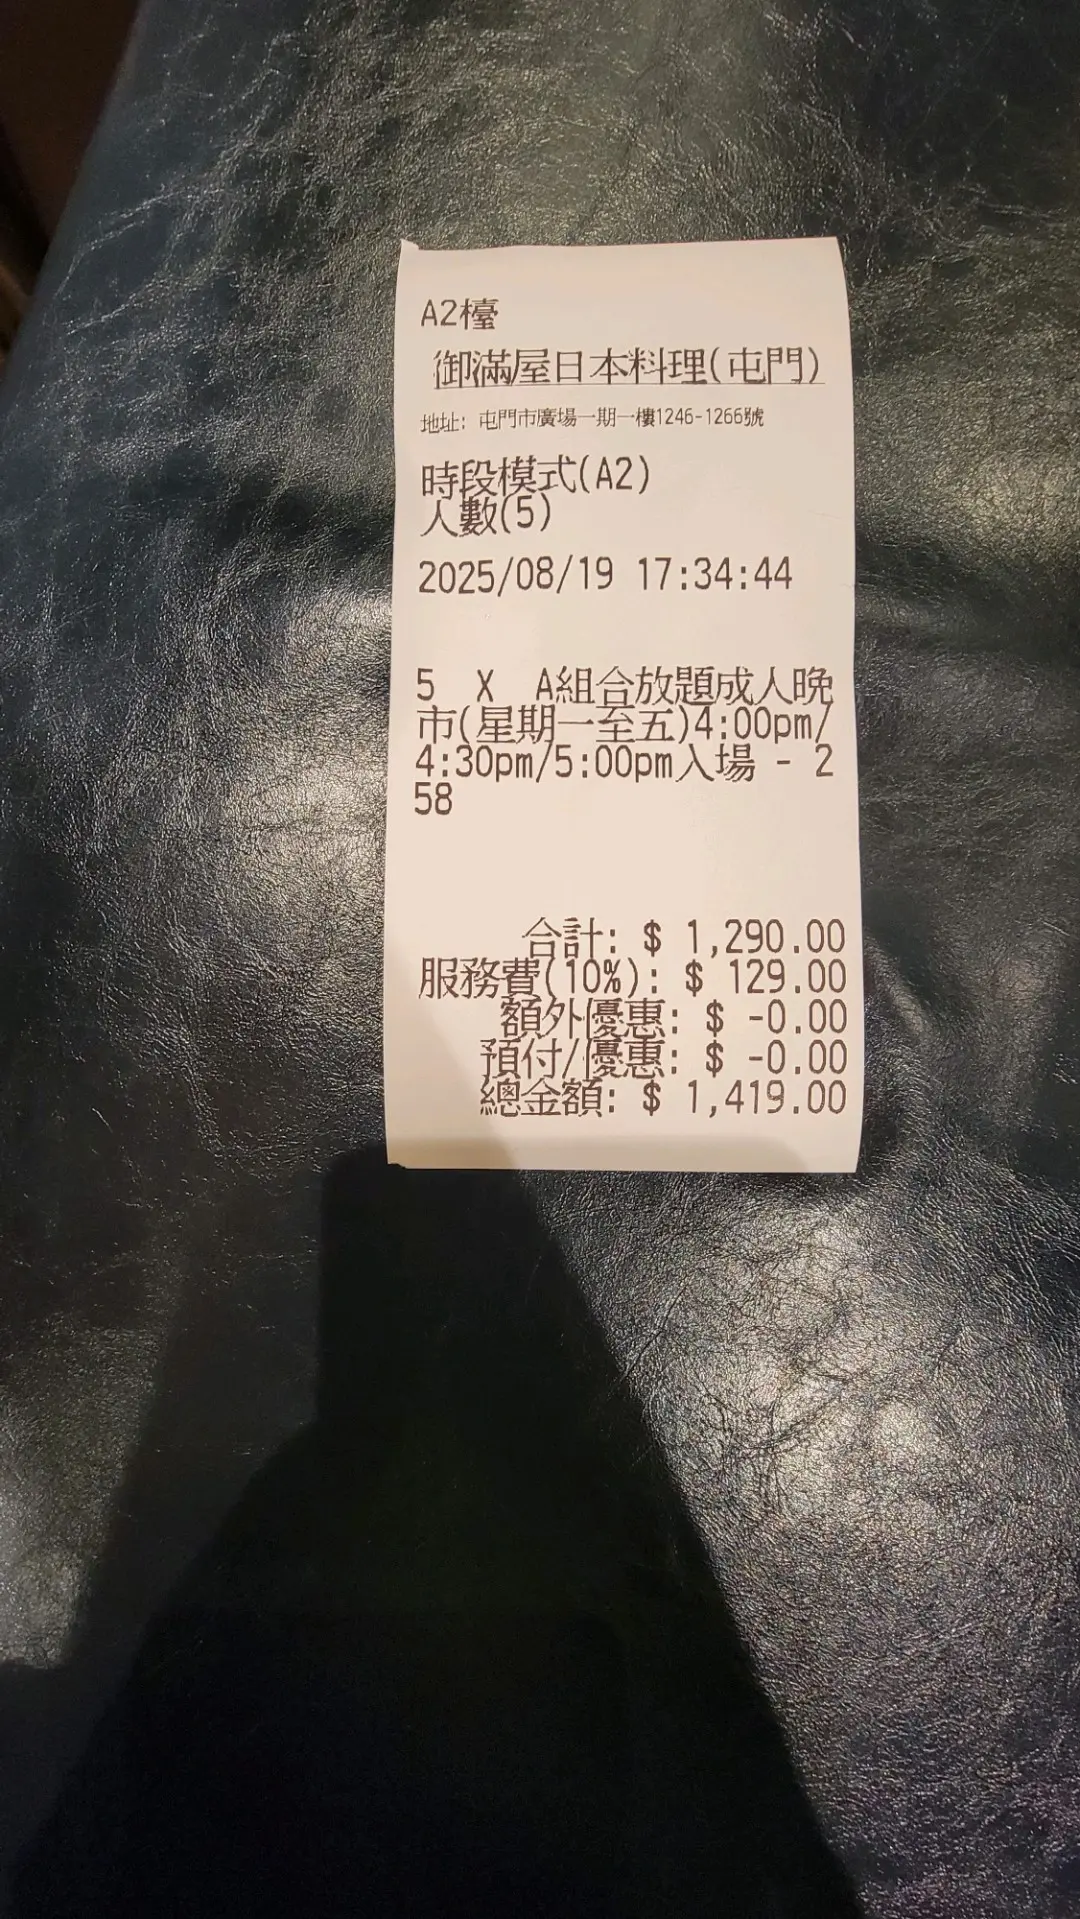 A2檯
御滿屋日本料理(屯門)
地址: 屯門市廣場一期一樓1246-1266號
時段模式(A2)
人數(5)
2025/08/19 17:34:44
5 X A組合放題成人晚
市(星期一至五)4:00pm/
4:30pm/5:00pm入場 - 2
58
合計: $ 1,290.00
服務費(10%): $ 129.00
額外優惠: $ -0.00
預付/優惠: $ -0.00
總金額: $ 1,419.00